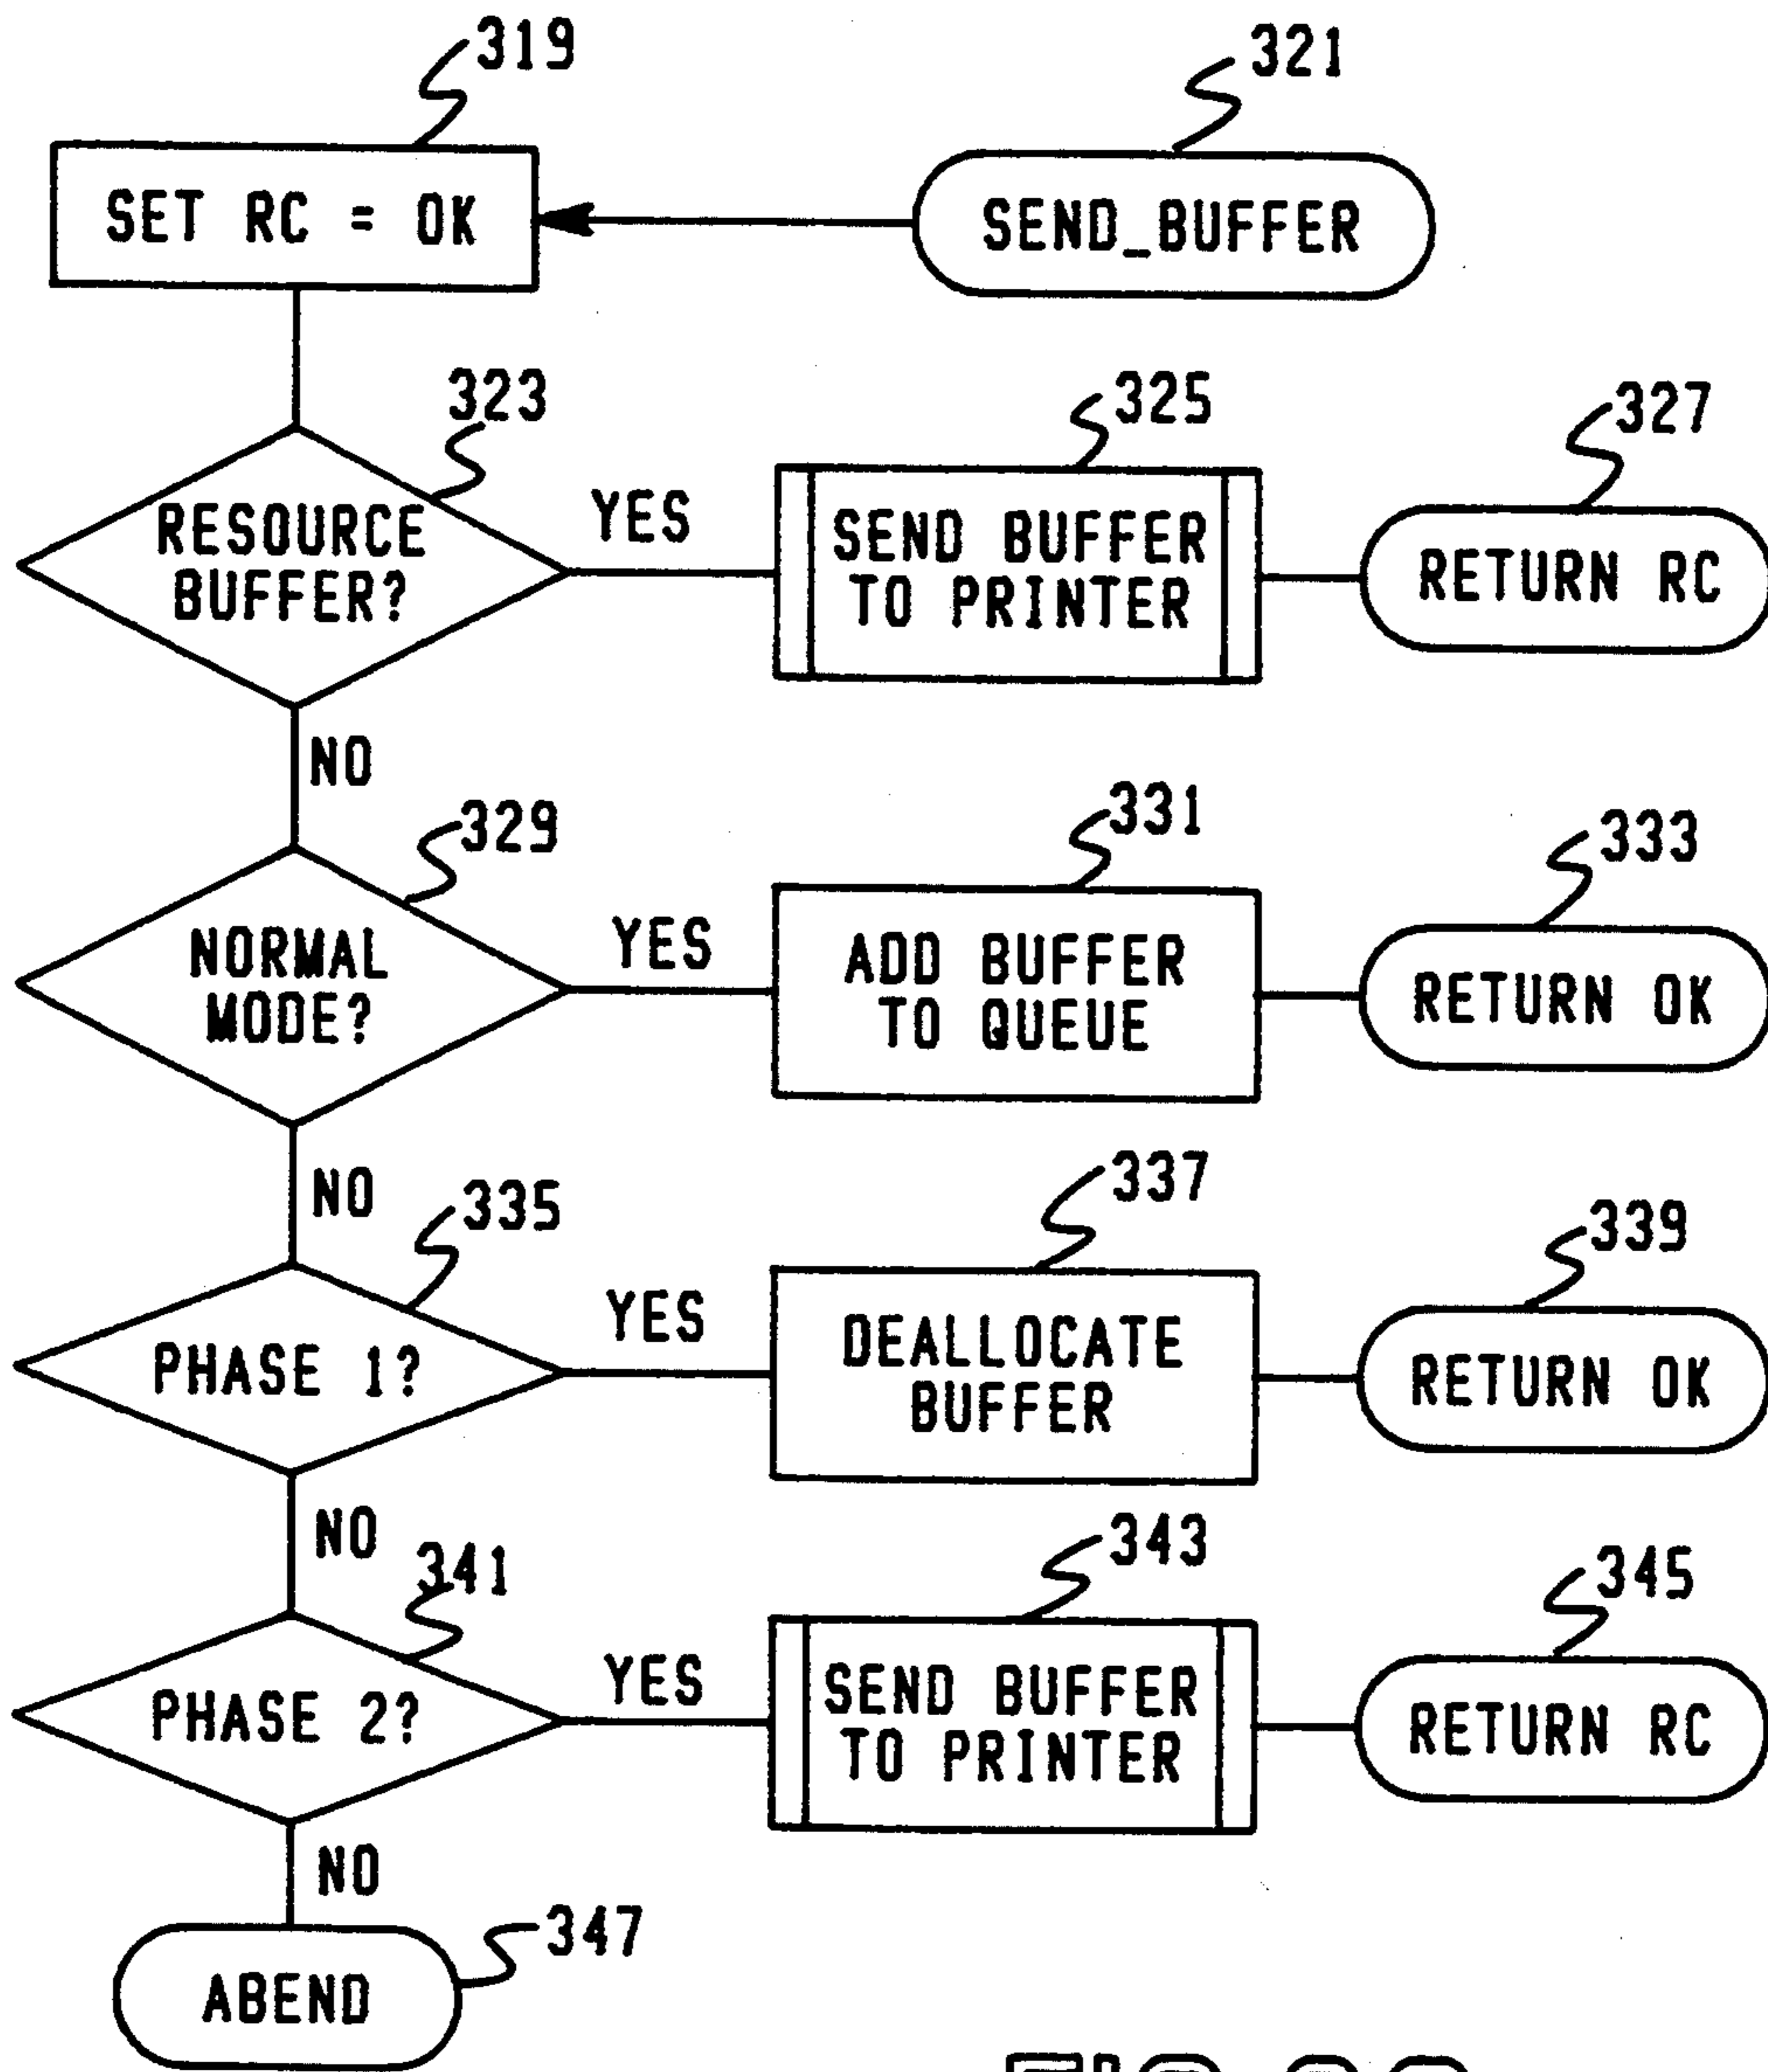 319
321
SET RC = OK
SEND_BUFFER
323
325
327
RESOURCE
BUFFER?
YES
SEND BUFFER
TO PRINTER
RETURN RC
NO
329
331
333
NORMAL
MODE?
YES
ADD BUFFER
TO QUEUE
RETURN OK
NO
335
337
339
PHASE 1?
YES
DEALLOCATE
BUFFER
RETURN OK
NO
341
343
345
PHASE 2?
YES
SEND BUFFER
TO PRINTER
RETURN RC
NO
347
ABEND